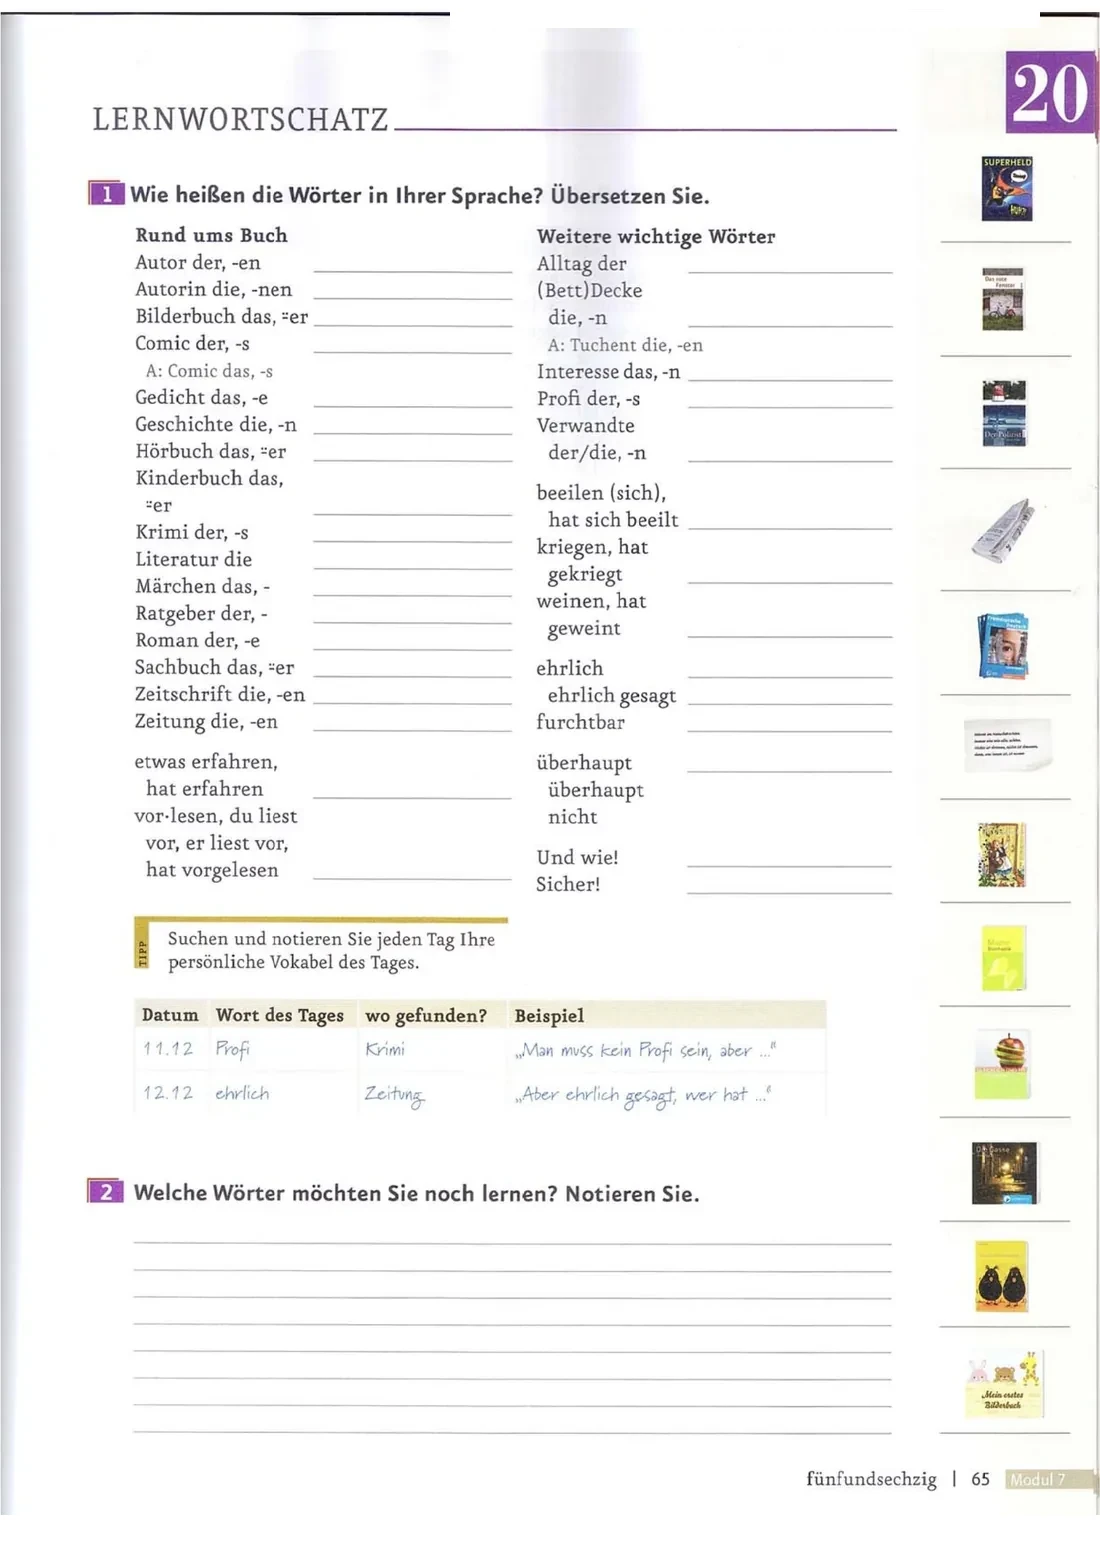 20
LERNWORTSCHATZ
1 Wie heißen die Wörter in Ihrer Sprache? Übersetzen Sie.
Rund ums Buch
Autor der, -en
Autorin die, -nen
Bilderbuch das, ⸚er
Comic der, -s
A: Comic das, -s
Gedicht das, -e
Geschichte die, -n
Hörbuch das, ⸚er
Kinderbuch das,
⸚er
Krimi der, -s
Literatur die
Märchen das, -
Ratgeber der, -
Roman der, -e
Sachbuch das, ⸚er
Zeitschrift die, -en
Zeitung die, -en
etwas erfahren,
hat erfahren
vor·lesen, du liest
vor, er liest vor,
hat vorgelesen
Weitere wichtige Wörter
Alltag der
(Bett)Decke
die, -n
A: Tuchent die, -en
Interesse das, -n
Profi der, -s
Verwandte
der/die, -n
beeilen (sich),
hat sich beeilt
kriegen, hat
gekriegt
weinen, hat
geweint
ehrlich
ehrlich gesagt
furchtbar
überhaupt
überhaupt
nicht
Und wie!
Sicher!
TIPP
Suchen und notieren Sie jeden Tag Ihre
persönliche Vokabel des Tages.
Datum Wort des Tages wo gefunden? Beispiel
11.12 Profi Krimi „Man muss kein Profi sein, aber ..."
12.12 ehrlich Zeitung „Aber ehrlich gesagt, wer hat ..."
2 Welche Wörter möchten Sie noch lernen? Notieren Sie.
SUPERHELD
Das rote
Fenster
Der Polizist
Mein erstes
Bilderbuch
fünfundsechzig | 65 Modul 7